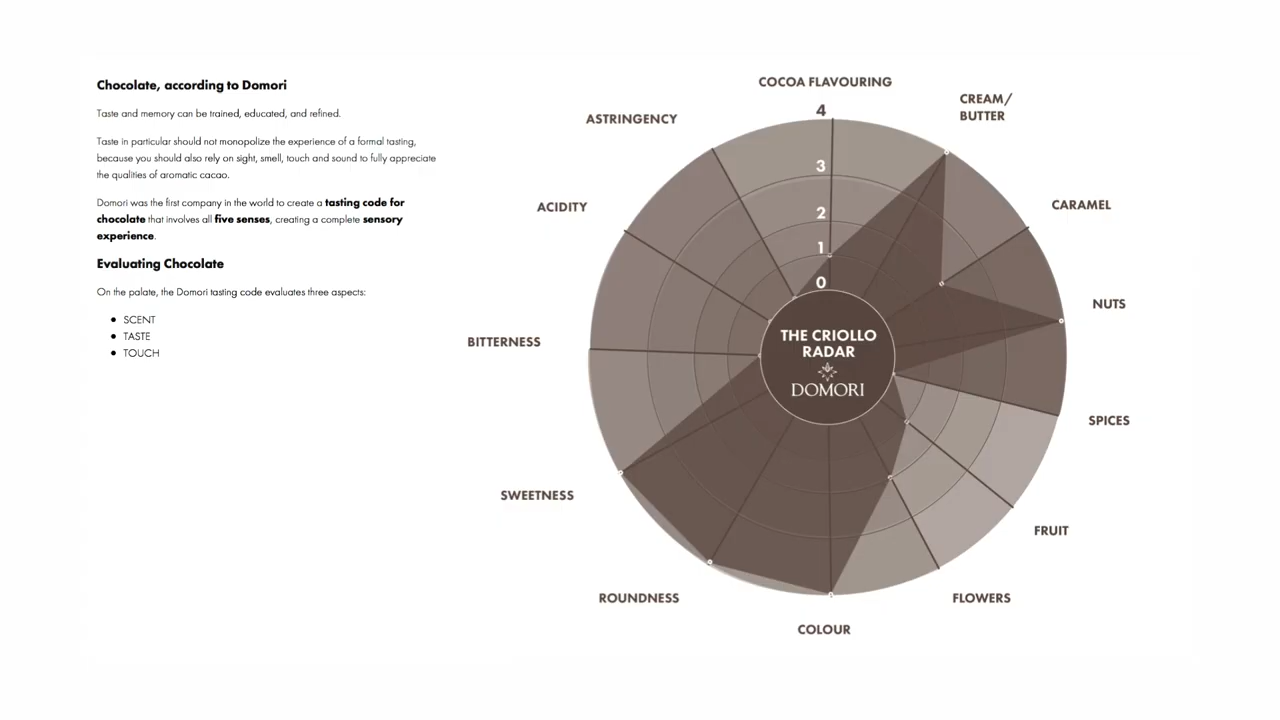 Chocolate, according to Domori
Taste and memory can be trained, educated, and refined.
Taste in particular should not monopolize the experience of a formal tasting,
because you should also rely on sight, smell, touch and sound to fully appreciate
the qualities of aromatic cacao.
Domori was the first company in the world to create a tasting code for
chocolate that involves all five senses, creating a complete sensory
experience.
Evaluating Chocolate
On the palate, the Domori tasting code evaluates three aspects:
SCENT
TASTE
TOUCH
COCOA FLAVOURING
CREAM/
BUTTER
CARAMEL
NUTS
SPICES
FRUIT
FLOWERS
COLOUR
ROUNDNESS
SWEETNESS
BITTERNESS
ACIDITY
ASTRINGENCY
4
3
2
1
0
THE CRIOLLO
RADAR
DOMORI